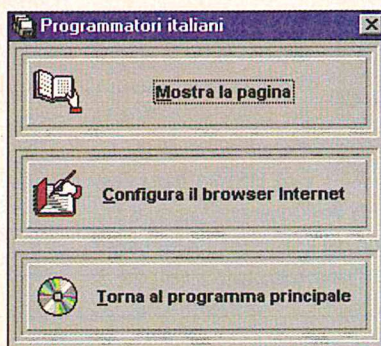 Programmatori italiani
Mostra la pagina
Configura il browser Internet
Torna al programma principale